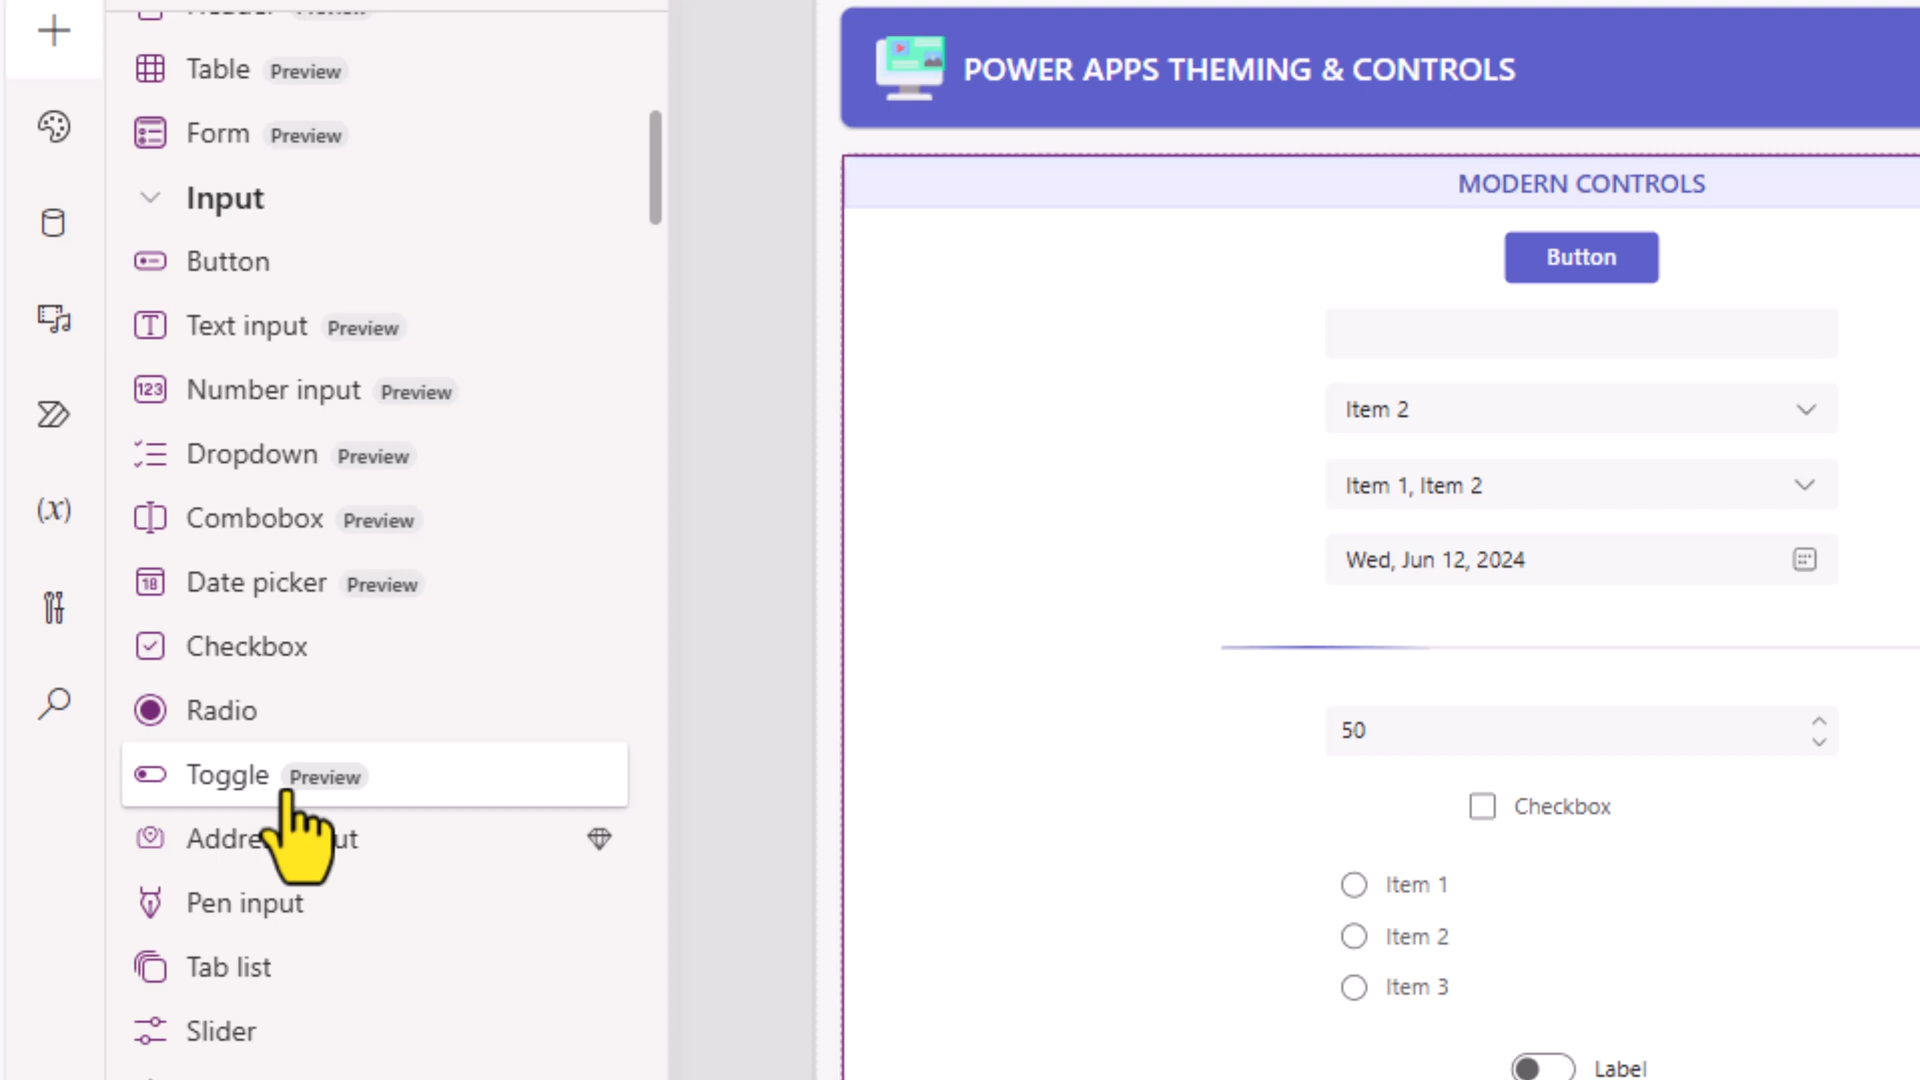 Table Preview
Form Preview
Input
Button
Text input Preview
123 Number input Preview
Dropdown Preview
Combobox Preview
18 Date picker Preview
Checkbox
Radio
Toggle Preview
Pen input
Tab list
Slider
(x)
POWER APPS THEMING & CONTROLS
MODERN CONTROLS
Button
Item 2
Item 1, Item 2
Wed, Jun 12, 2024
50
Checkbox
Item 1
Item 2
Item 3
Label